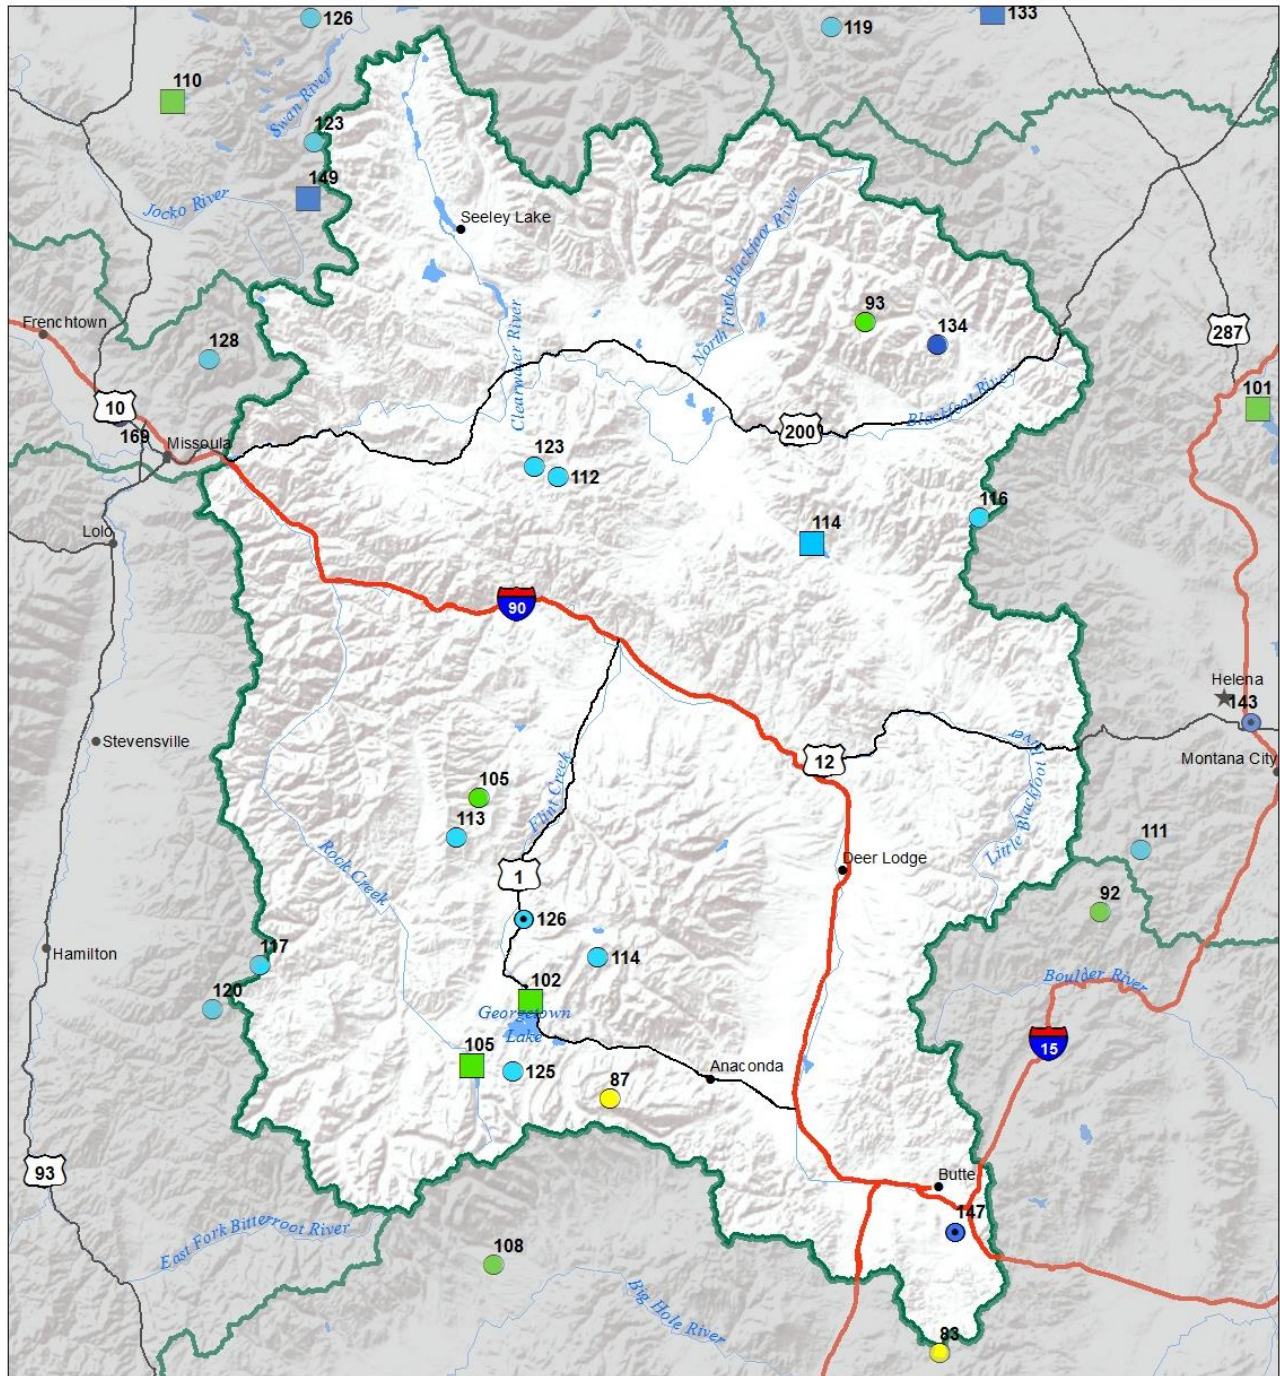 126
119
133
110
Swan River
123
149
Jocko River
Seeley Lake
North Fork Blackfoot River
93
134
Frenchtown
128
Clearwater River
287
10
101
169
Missoula
Blackfoot River
200
123
112
116
114
Lolo
90
Helena
143
Stevensville
12
Little Blackfoot River
Montana City
105
113
Flint Creek
Rock Creek
1
Deer Lodge
111
92
126
Hamilton
117
114
120
102
Georgetown
Lake
Boulder River
15
105
125
87
Anaconda
93
Butte
147
East Fork Bitterroot River
108
Big Hole River
83